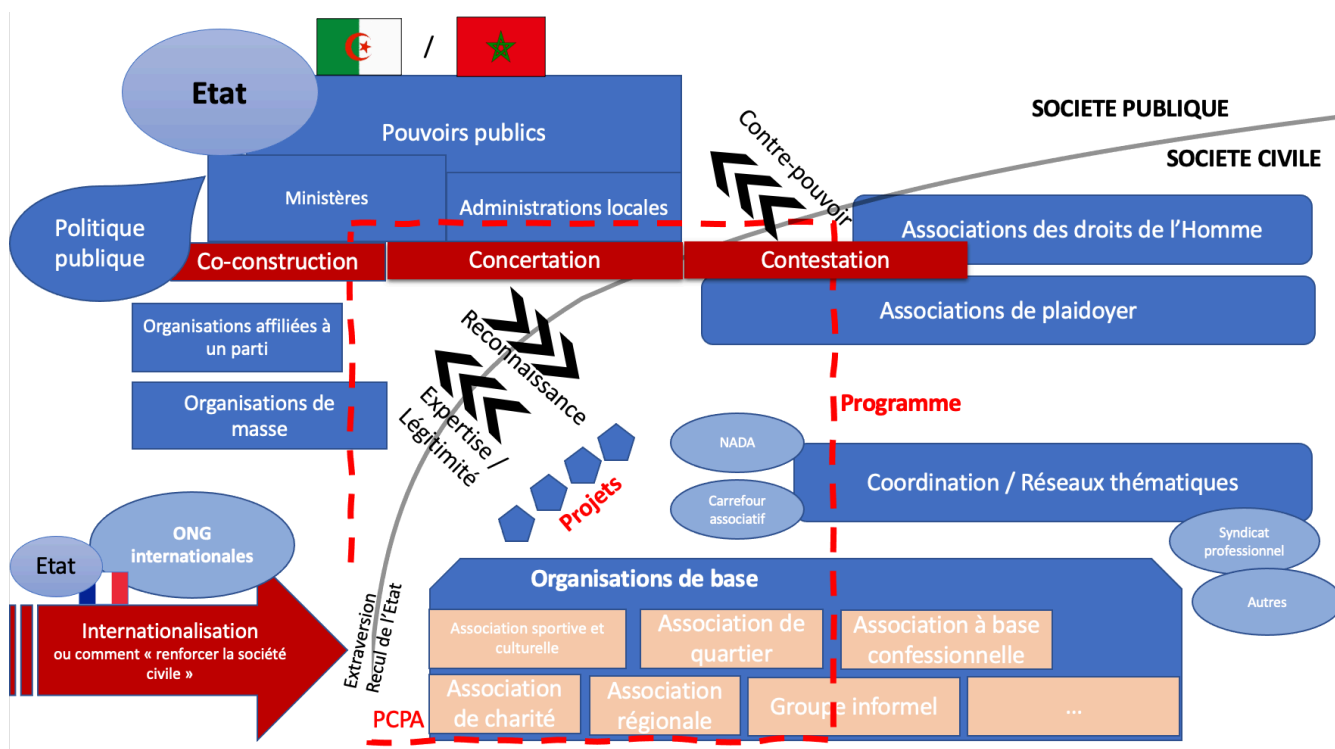 /
Etat
Pouvoirs publics
SOCIETE PUBLIQUE
SOCIETE CIVILE
Contre-pouvoir
Ministères
Administrations locales
Politique
publique
Associations des droits de l'Homme
Co-construction
Concertation
Contestation
Associations de plaidoyer
Organisations affiliées à
un parti
Reconnaissance
Expertise /
Légitimité
Organisations de
masse
Programme
NADA
Coordination / Réseaux thématiques
Carrefour
associatif
Projets
Syndicat
professionnel
Autres
ONG
internationales
Etat
Internationalisation
ou comment « renforcer la société
civile »
Extraversion
Recul de l'Etat
Organisations de base
Association sportive et
culturelle
Association de
quartier
Association à base
confessionnelle
Association
de charité
Association
régionale
Groupe informel
...
PCPA